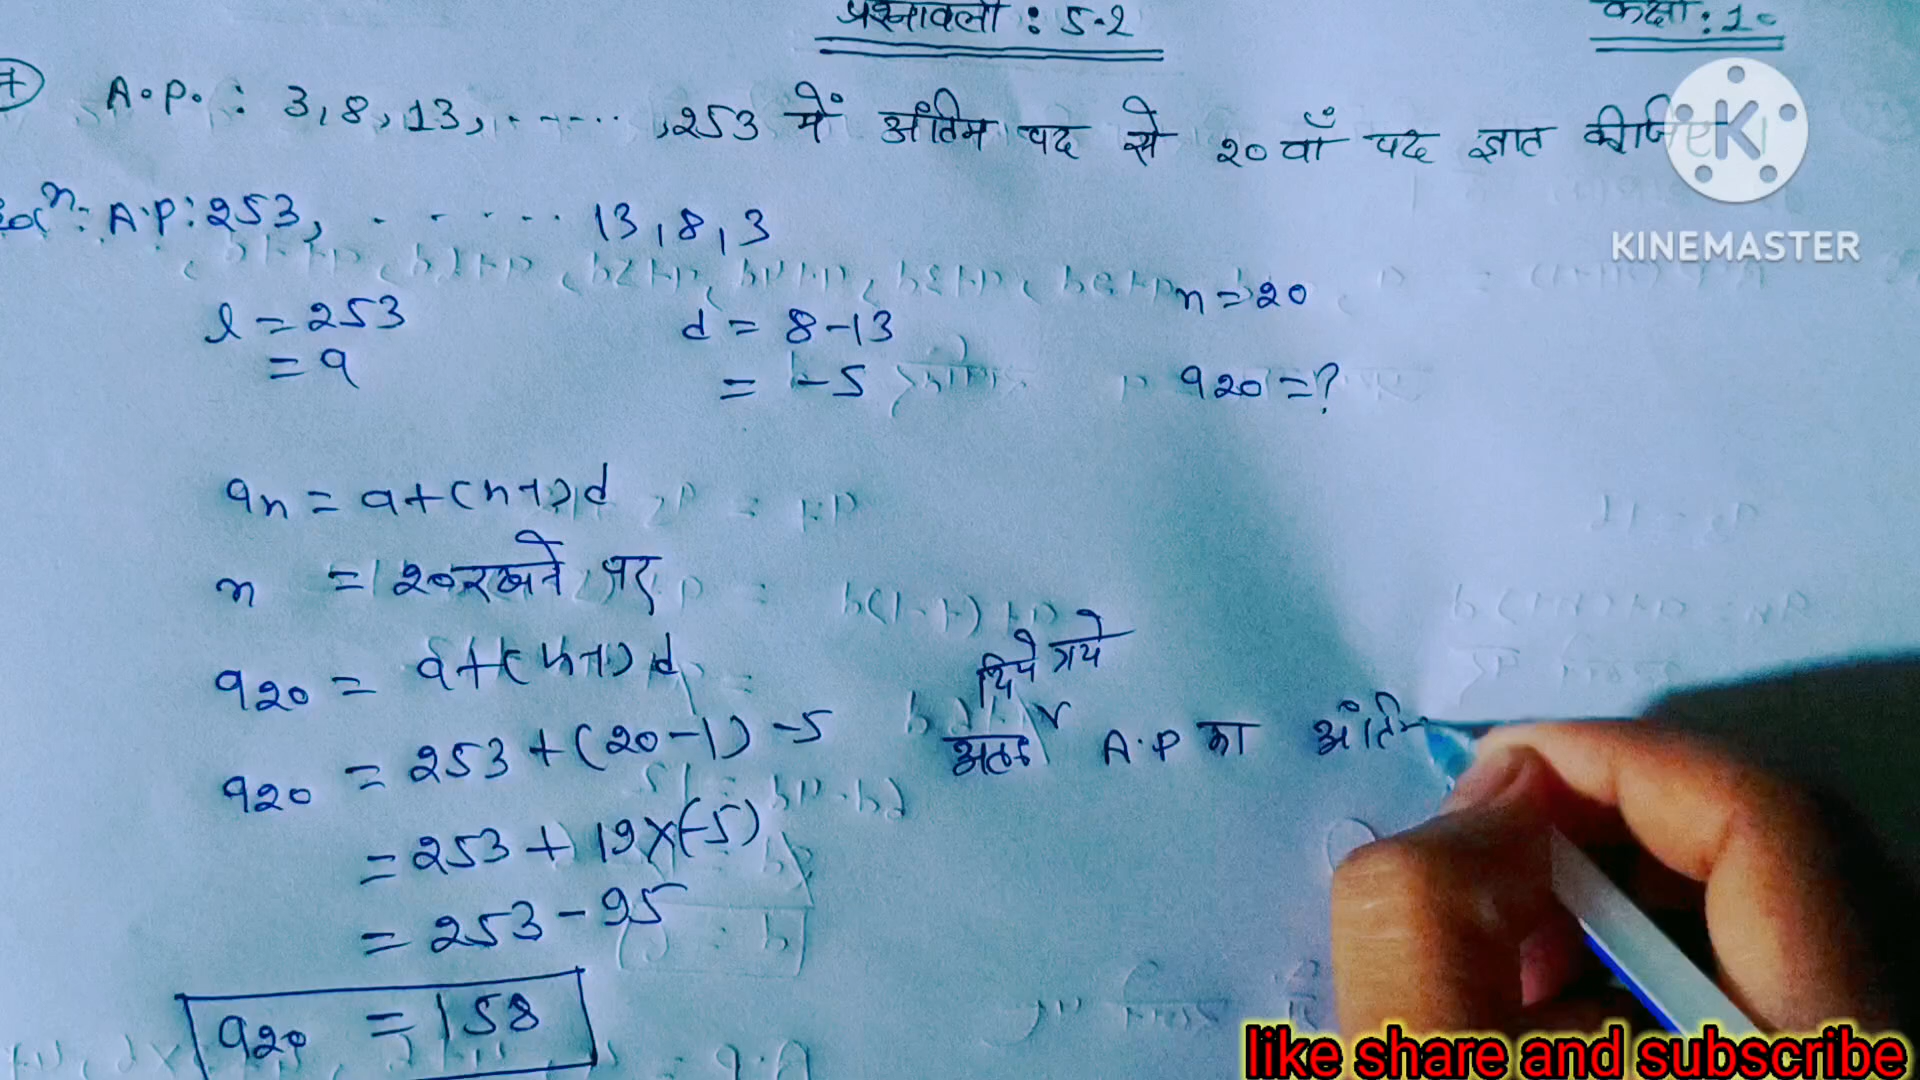 प्रश्नावली : 5.2
कक्षा : 10
A.P. : 3, 8, 13, ......, 253 में अंतिम पद से 20 वाँ पद ज्ञात कीजिए।
KINEMASTER
Solⁿ: A.P: 253, ...... 13, 8, 3
l = 253
= a
d = 8 - 13
= -5
n = 20
a20 = ?
an = a + (n-1) d
n = 20 रखने पर
a20 = a + (n-1) d
a20 = 253 + (20-1) -5
= 253 + 19 × (-5)
= 253 - 95
a20 = 158
दिये गये
अतः A.P का अंतिम
like share and subscribe